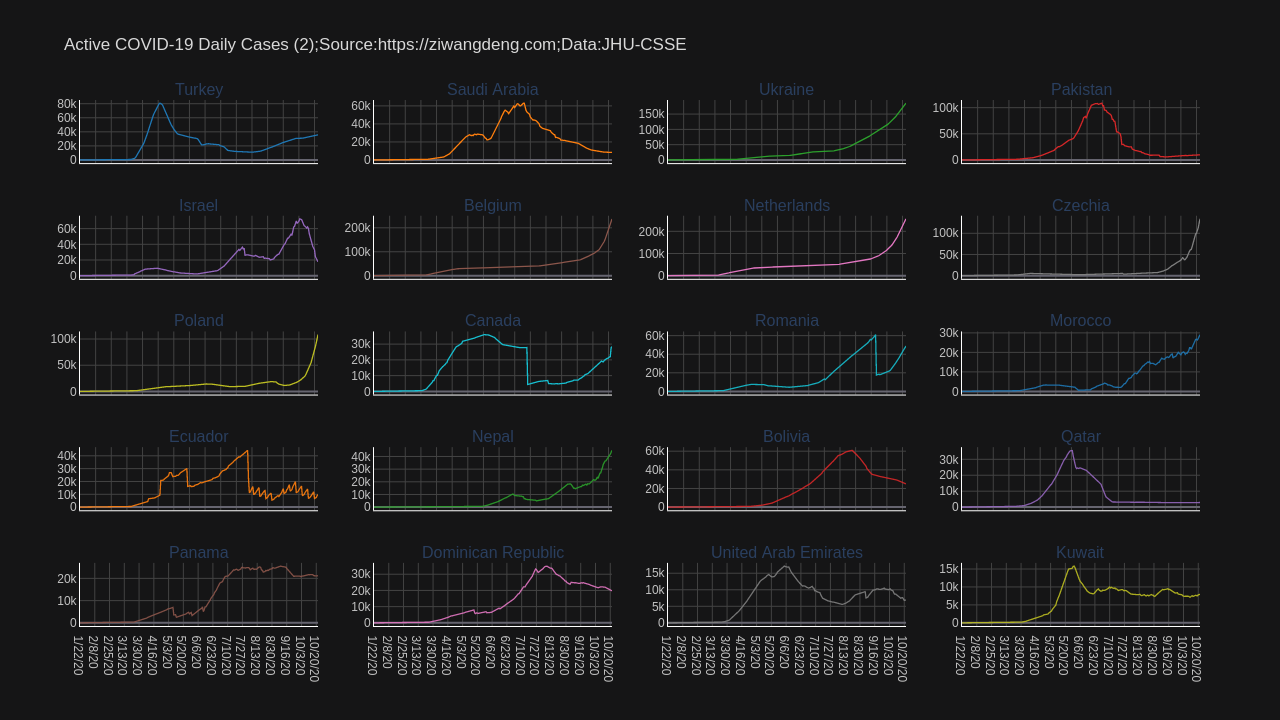 Active COVID-19 Daily Cases (2);Source:https://ziwangdeng.com;Data:JHU-CSSE
Turkey
80k
60k
40k
20k
0
Saudi Arabia
60k
40k
20k
0
Ukraine
150k
100k
50k
0
Pakistan
100k
50k
0
Israel
60k
40k
20k
0
Belgium
200k
100k
0
Netherlands
200k
100k
0
Czechia
100k
50k
0
Poland
100k
50k
0
Canada
30k
20k
10k
0
Romania
60k
40k
20k
0
Morocco
30k
20k
10k
0
Ecuador
40k
30k
20k
10k
0
Nepal
40k
30k
20k
10k
0
Bolivia
60k
40k
20k
0
Qatar
30k
20k
10k
0
Panama
20k
10k
0
1/22/20
2/8/20
2/25/20
3/13/20
3/30/20
4/16/20
5/3/20
5/20/20
6/6/20
6/23/20
7/10/20
7/27/20
8/13/20
8/30/20
9/16/20
10/3/20
10/20/20
Dominican Republic
30k
20k
10k
0
1/22/20
2/8/20
2/25/20
3/13/20
3/30/20
4/16/20
5/3/20
5/20/20
6/6/20
6/23/20
7/10/20
7/27/20
8/13/20
8/30/20
9/16/20
10/3/20
10/20/20
United Arab Emirates
15k
10k
5k
0
1/22/20
2/8/20
2/25/20
3/13/20
3/30/20
4/16/20
5/3/20
5/20/20
6/6/20
6/23/20
7/10/20
7/27/20
8/13/20
8/30/20
9/16/20
10/3/20
10/20/20
Kuwait
15k
10k
5k
0
1/22/20
2/8/20
2/25/20
3/13/20
3/30/20
4/16/20
5/3/20
5/20/20
6/6/20
6/23/20
7/10/20
7/27/20
8/13/20
8/30/20
9/16/20
10/3/20
10/20/20